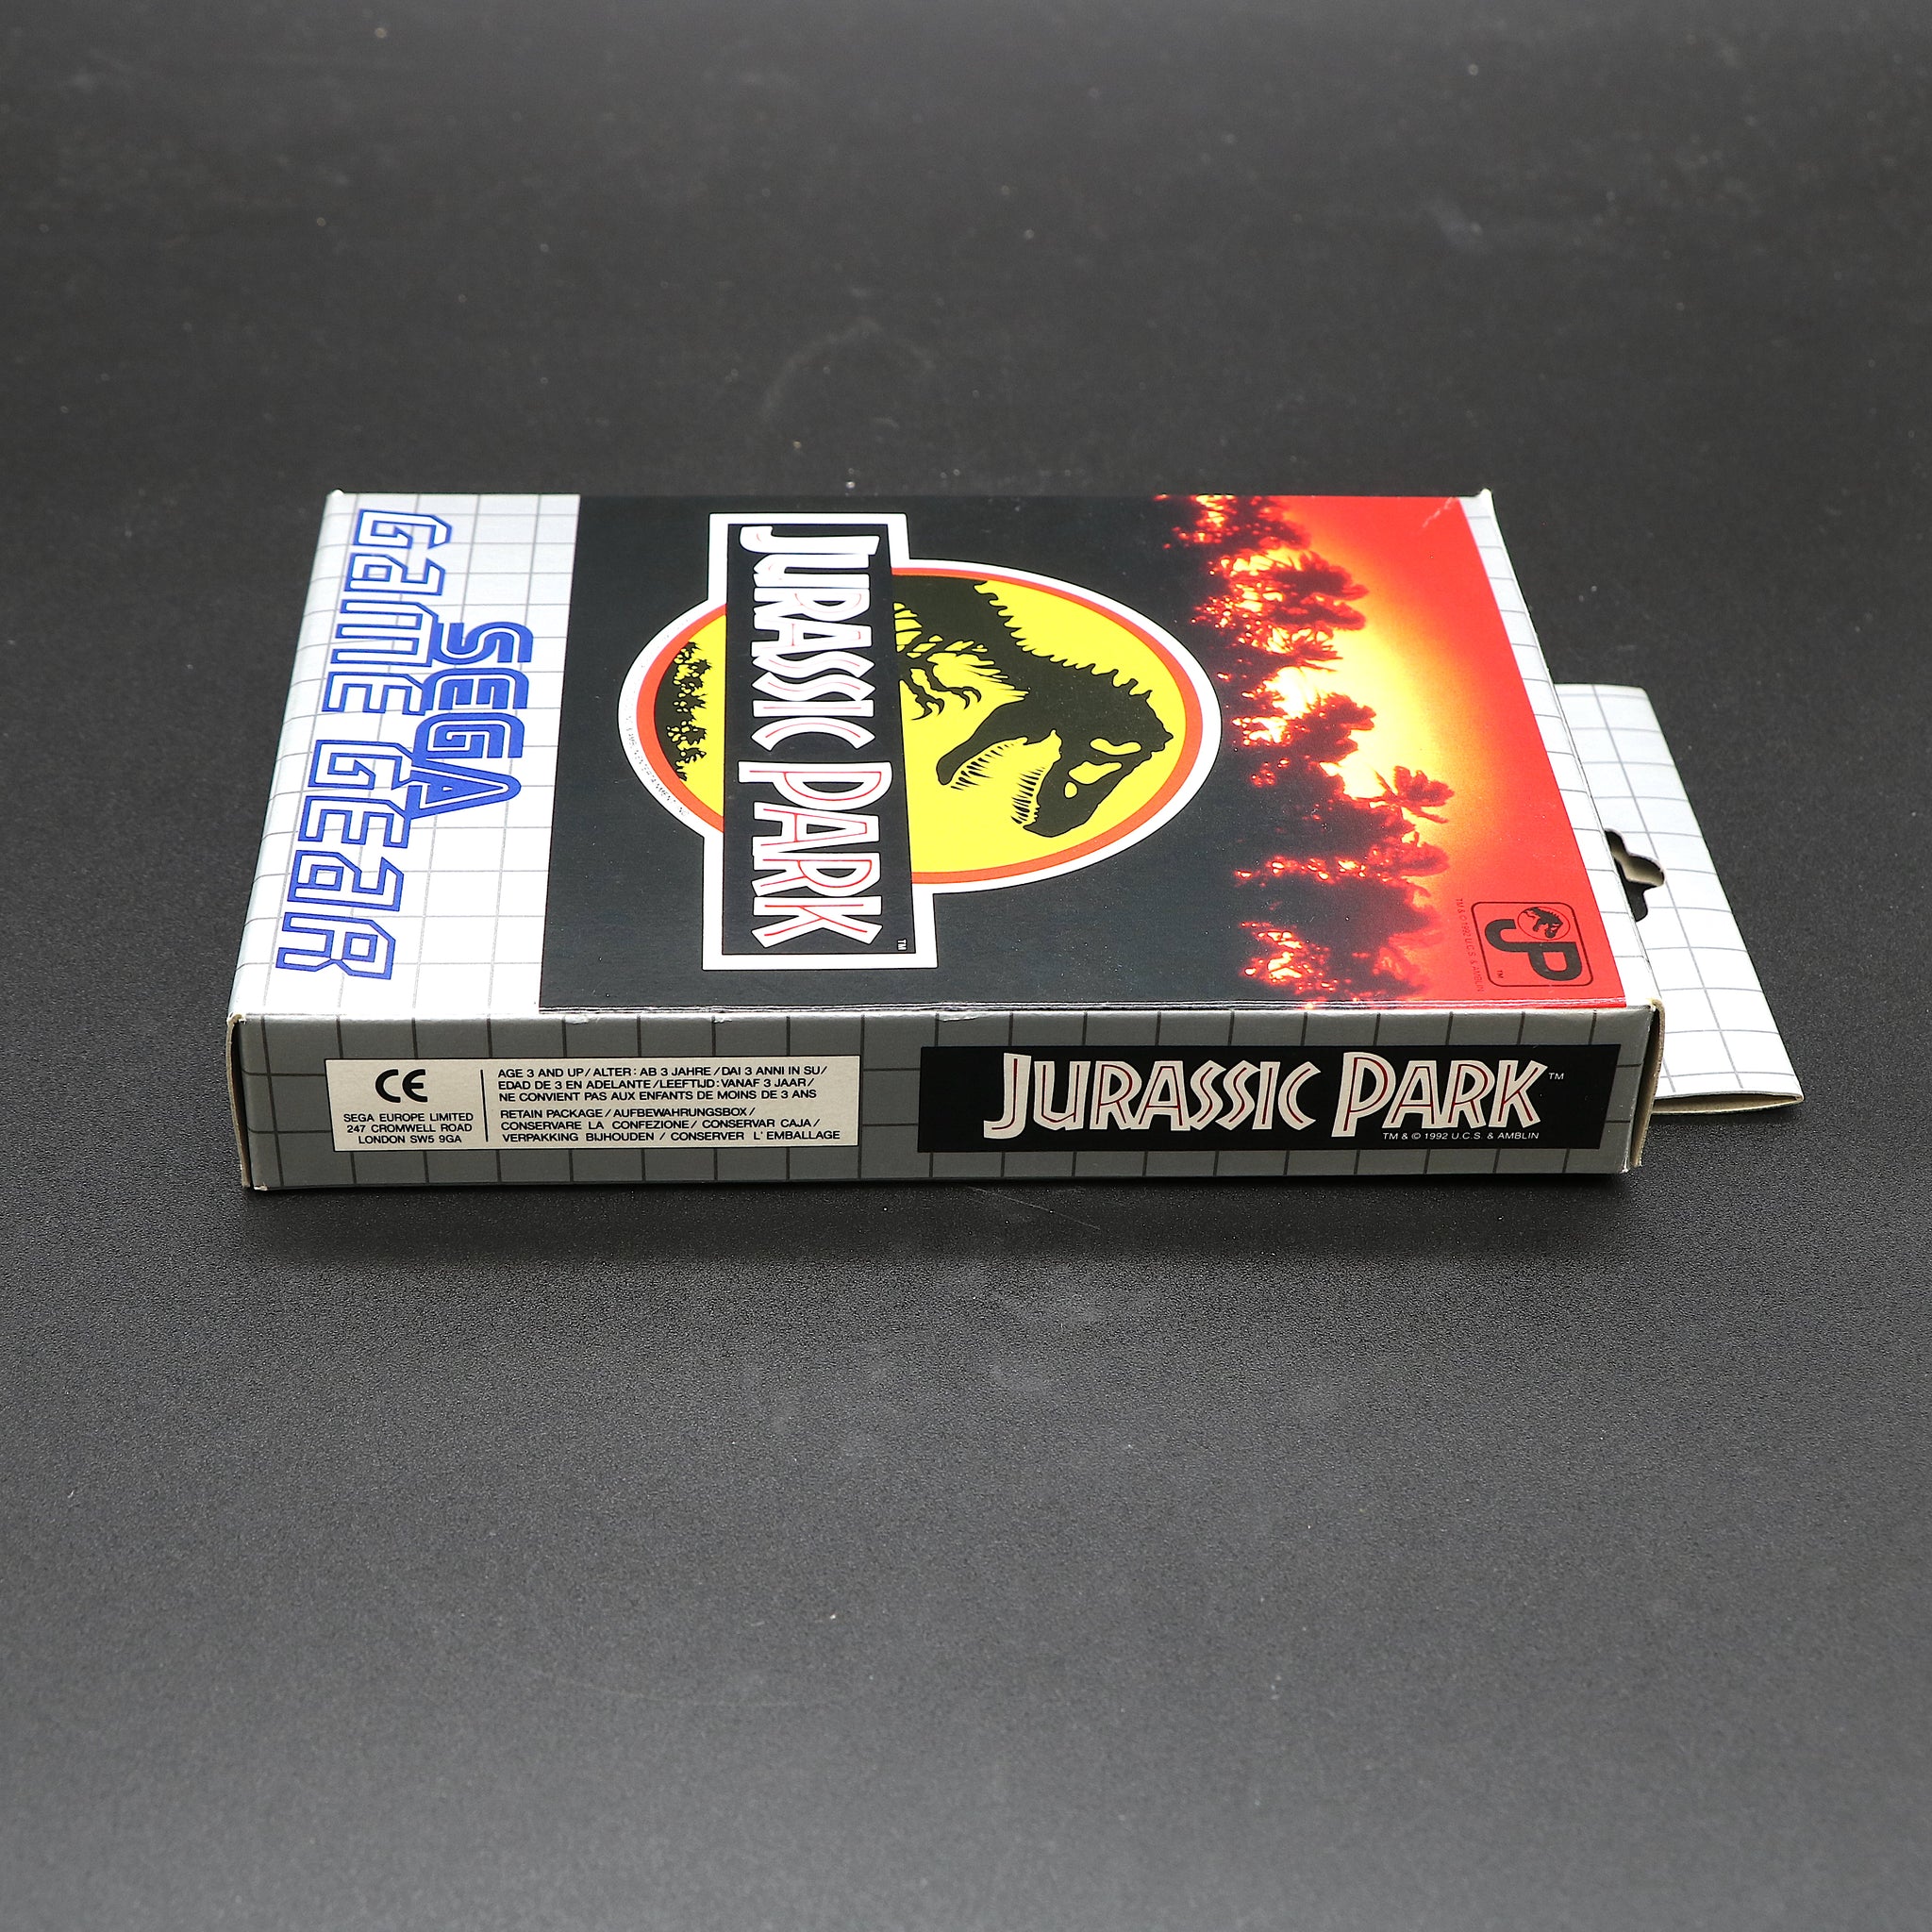 SEGA
GAME GEAR
JURASSIC PARK
TM
JP
TM
TM & © 1992 U.C.S. & AMBLIN
CE
SEGA EUROPE LIMITED
247 CROMWELL ROAD
LONDON SW5 9GA
AGE 3 AND UP / ALTER: AB 3 JAHRE / DAI 3 ANNI IN SU /
EDAD DE 3 EN ADELANTE / LEEFTIJD: VANAF 3 JAAR /
NE CONVIENT PAS AUX ENFANTS DE MOINS DE 3 ANS
RETAIN PACKAGE / AUFBEWAHRUNGSBOX /
CONSERVARE LA CONFEZIONE / CONSERVAR CAJA /
VERPAKKING BIJHOUDEN / CONSERVER L'EMBALLAGE
JURASSIC PARK™
TM & © 1992 U.C.S. & AMBLIN